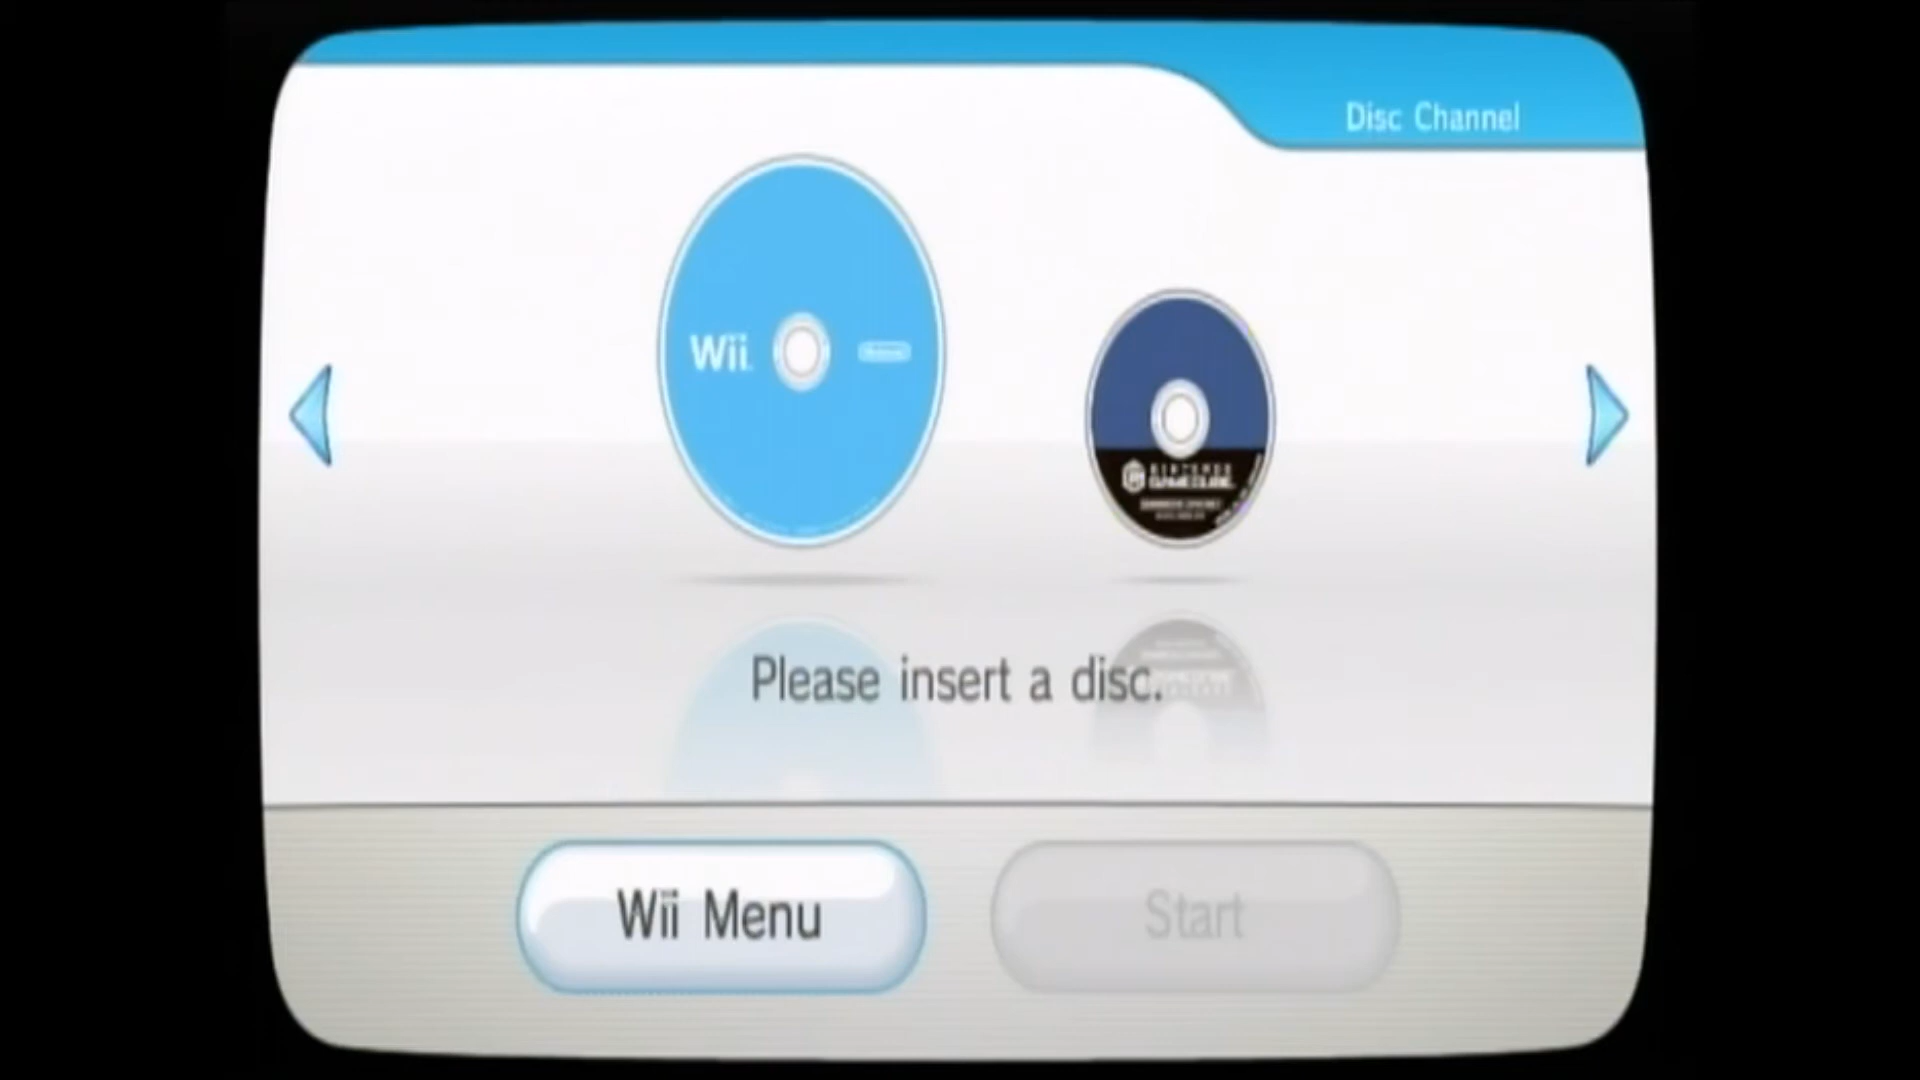 Disc Channel
Wii
Please insert a disc.
Wii Menu
Start